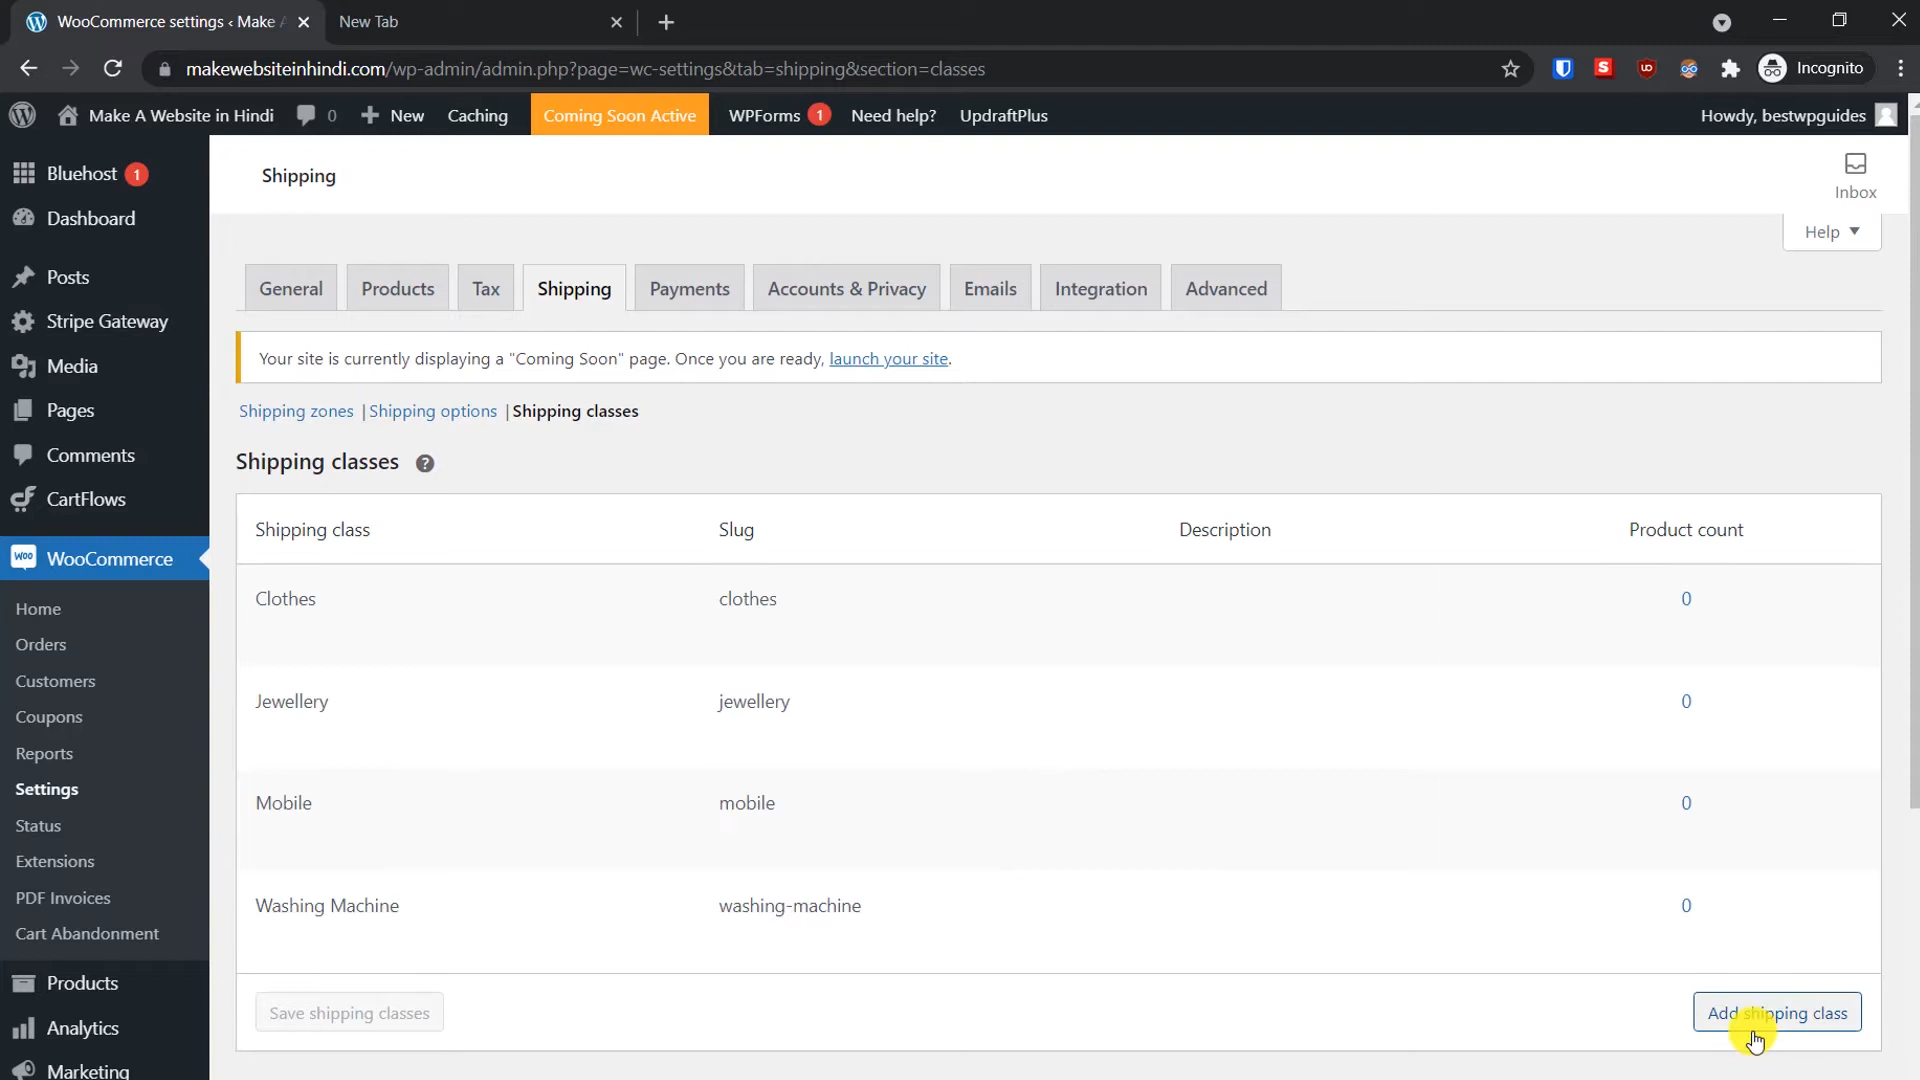 WooCommerce settings ‹ Make A
New Tab
makewebsiteinhindi.com/wp-admin/admin.php?page=wc-settings&tab=shipping&section=classes
Incognito
Make A Website in Hindi
0
New
Caching
Coming Soon Active
WPForms 1
Need help?
UpdraftPlus
Howdy, bestwpguides
Bluehost 1
Dashboard
Posts
Stripe Gateway
Media
Pages
Comments
CartFlows
WooCommerce
Home
Orders
Customers
Coupons
Reports
Settings
Status
Extensions
PDF Invoices
Cart Abandonment
Products
Analytics
Marketing
Shipping
Inbox
Help
General
Products
Tax
Shipping
Payments
Accounts & Privacy
Emails
Integration
Advanced
Your site is currently displaying a "Coming Soon" page. Once you are ready, launch your site.
Shipping zones | Shipping options | Shipping classes
Shipping classes ?
Shipping class Slug Description Product count
Clothes clothes 0
Jewellery jewellery 0
Mobile mobile 0
Washing Machine washing-machine 0
Save shipping classes
Add shipping class